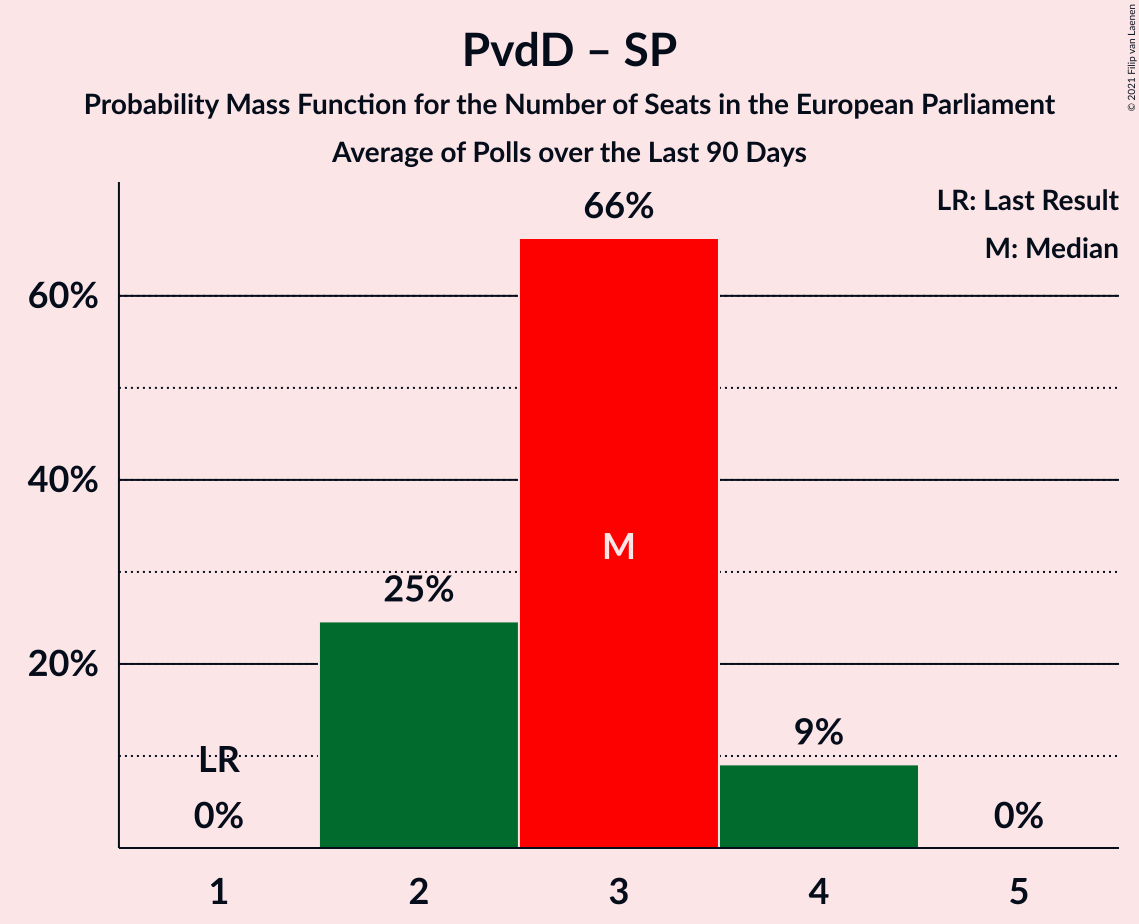 PvdD – SP
Probability Mass Function for the Number of Seats in the European Parliament
Average of Polls over the Last 90 Days
© 2021 Filip van Laenen
LR: Last Result
M: Median
66%
60%
40%
M
25%
20%
9%
LR
0%
0%
1 2 3 4 5